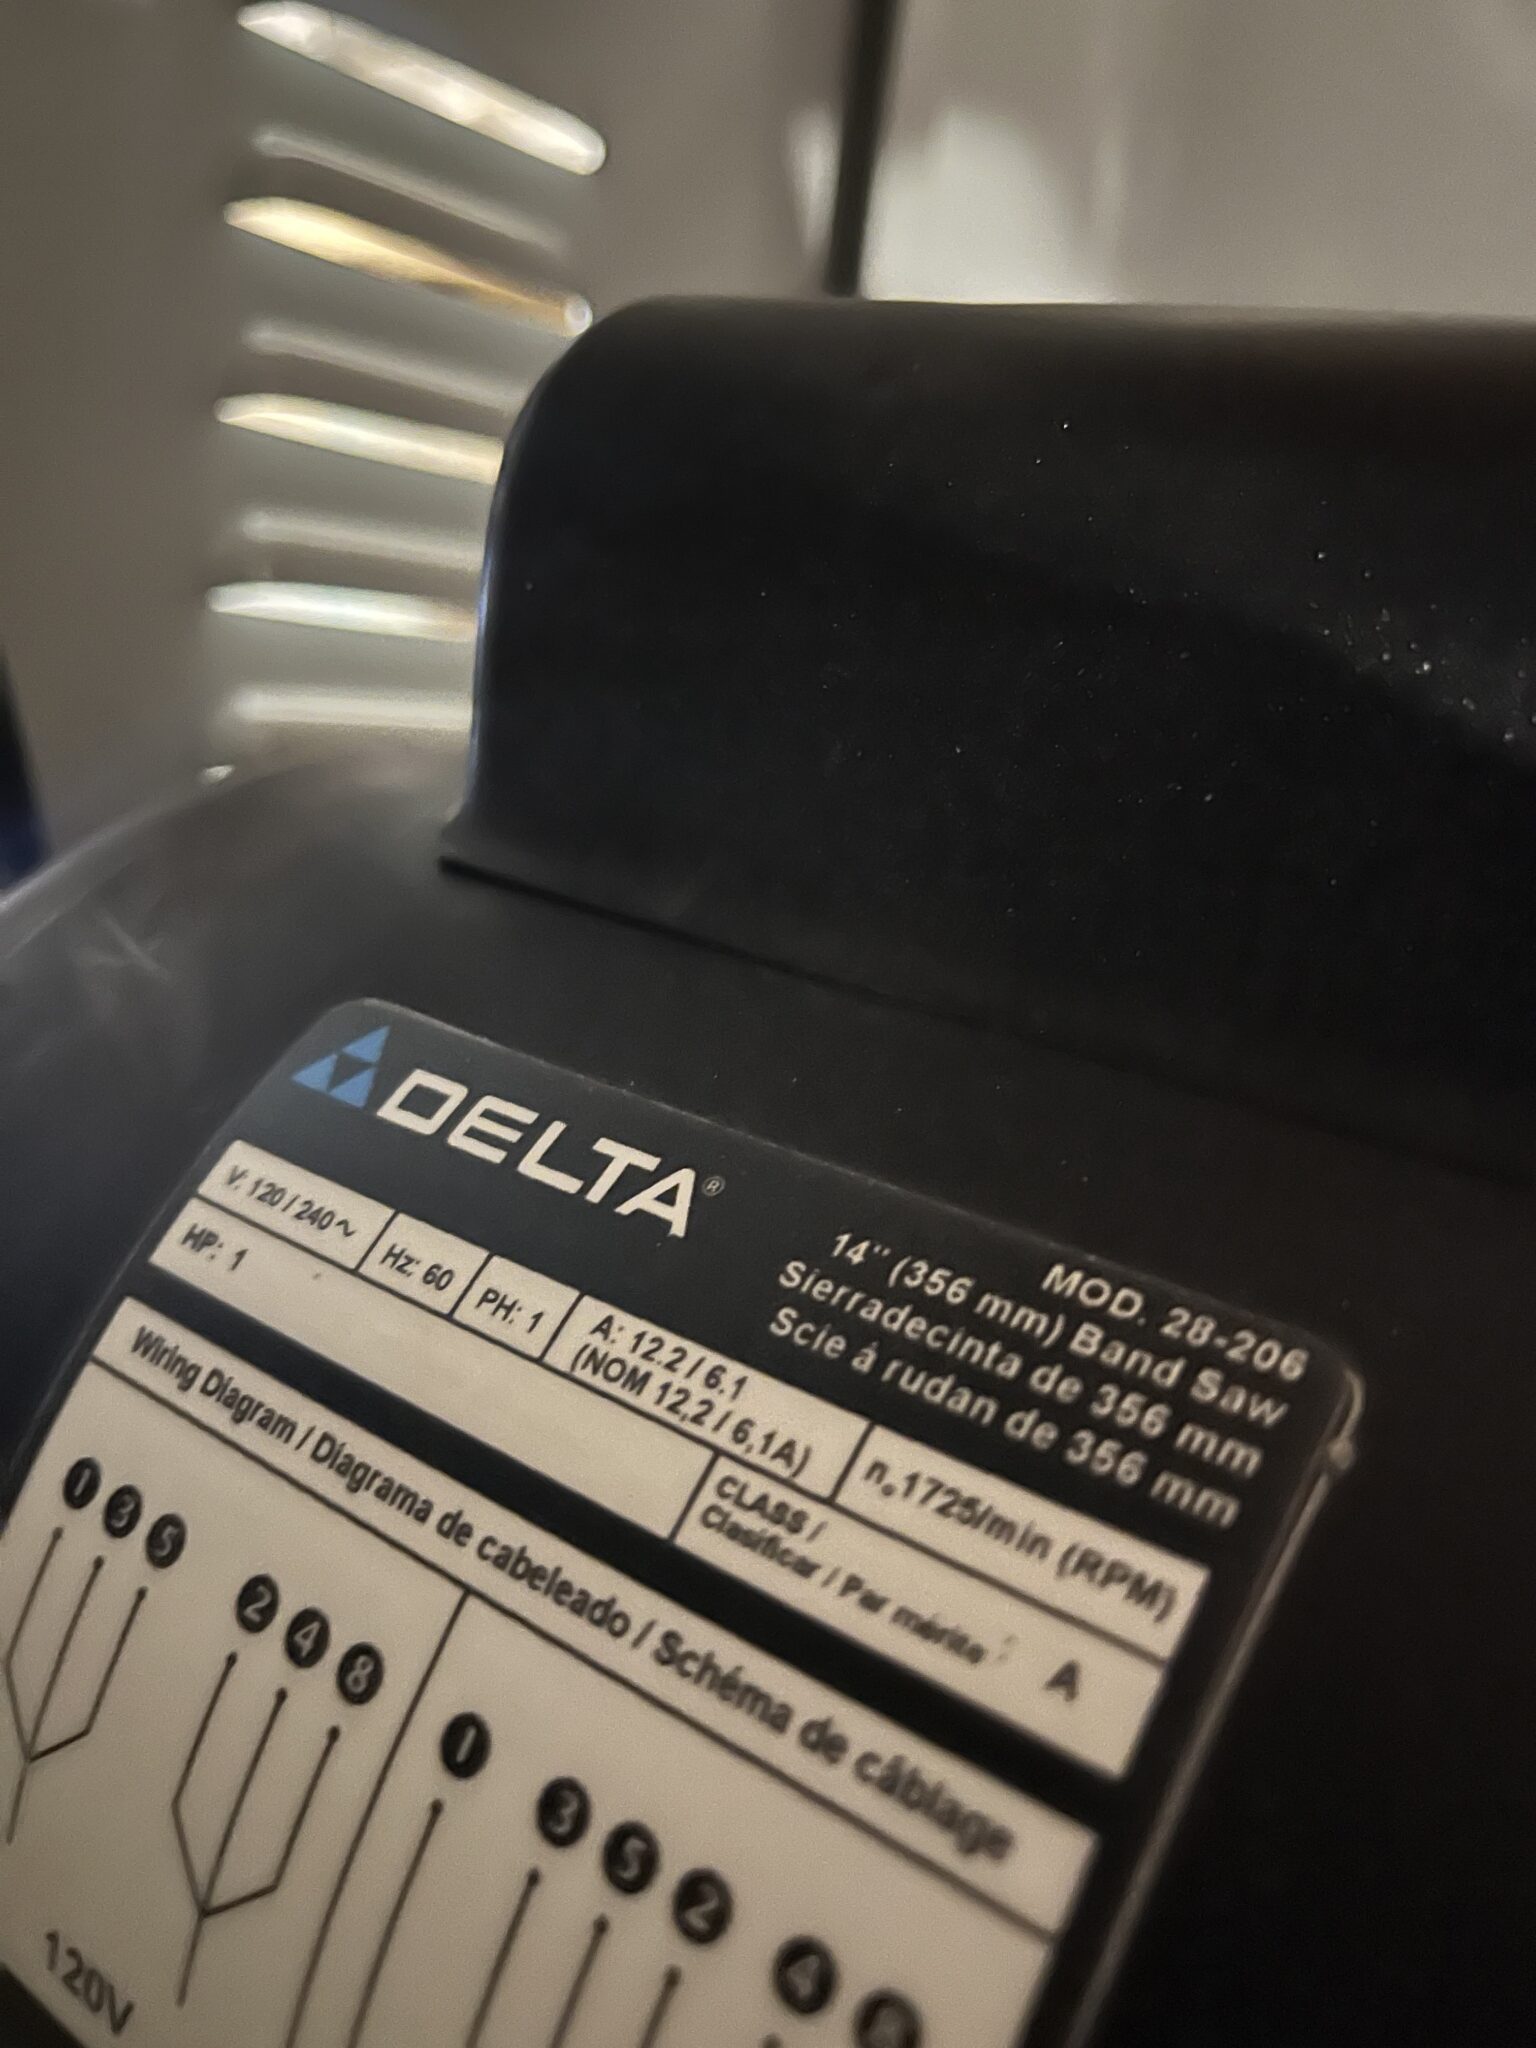 DELTA®
MOD. 28-206
14" (356 mm) Band Saw
Sierradecinta de 356 mm
Scie à rudan de 356 mm
V: 120 / 240~
Hz: 60
PH: 1
A: 12.2 / 6.1
(NOM 12,2 / 6,1A)
n˳1725/min (RPM)
HP: 1
CLASS /
Clasificar / Par mérite :
A
Wiring Diagram / Diagrama de cabeleado / Schéma de câblage
1 3 5
2 4 8
1
3 5 2
4 8
120V